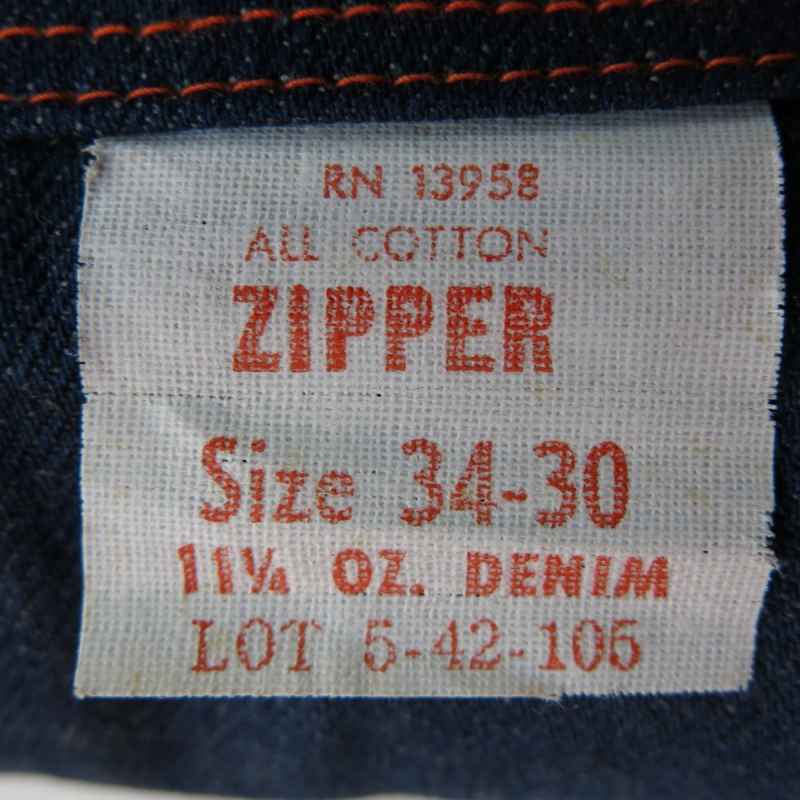 RN 13958
ALL COTTON
ZIPPER
Size 34-30
11¼ OZ. DENIM
LOT 5-42-105